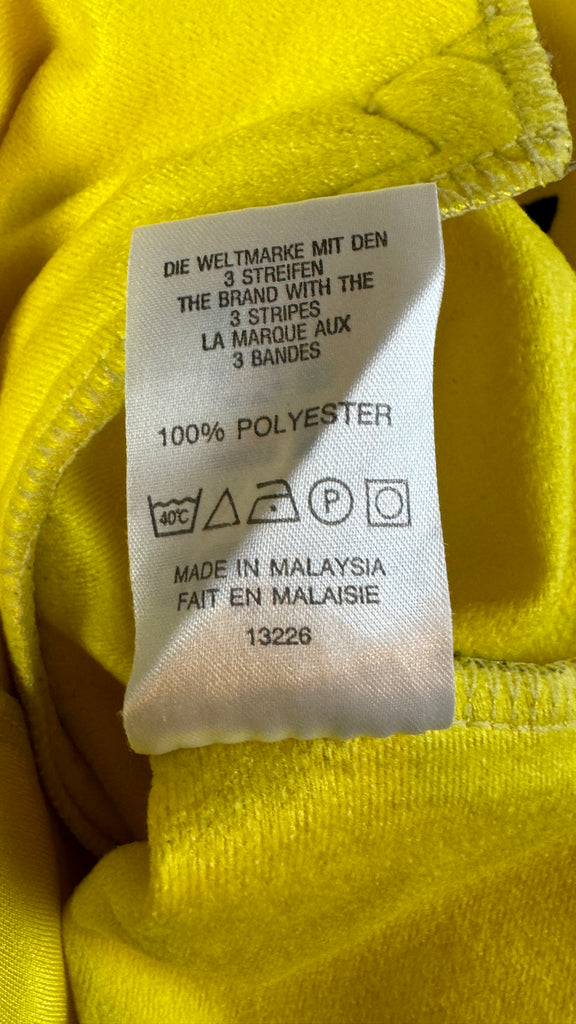 DIE WELTMARKE MIT DEN
3 STREIFEN
THE BRAND WITH THE
3 STRIPES
LA MARQUE AUX
3 BANDES
100% POLYESTER
40°C P
MADE IN MALAYSIA
FAIT EN MALAISIE
13226